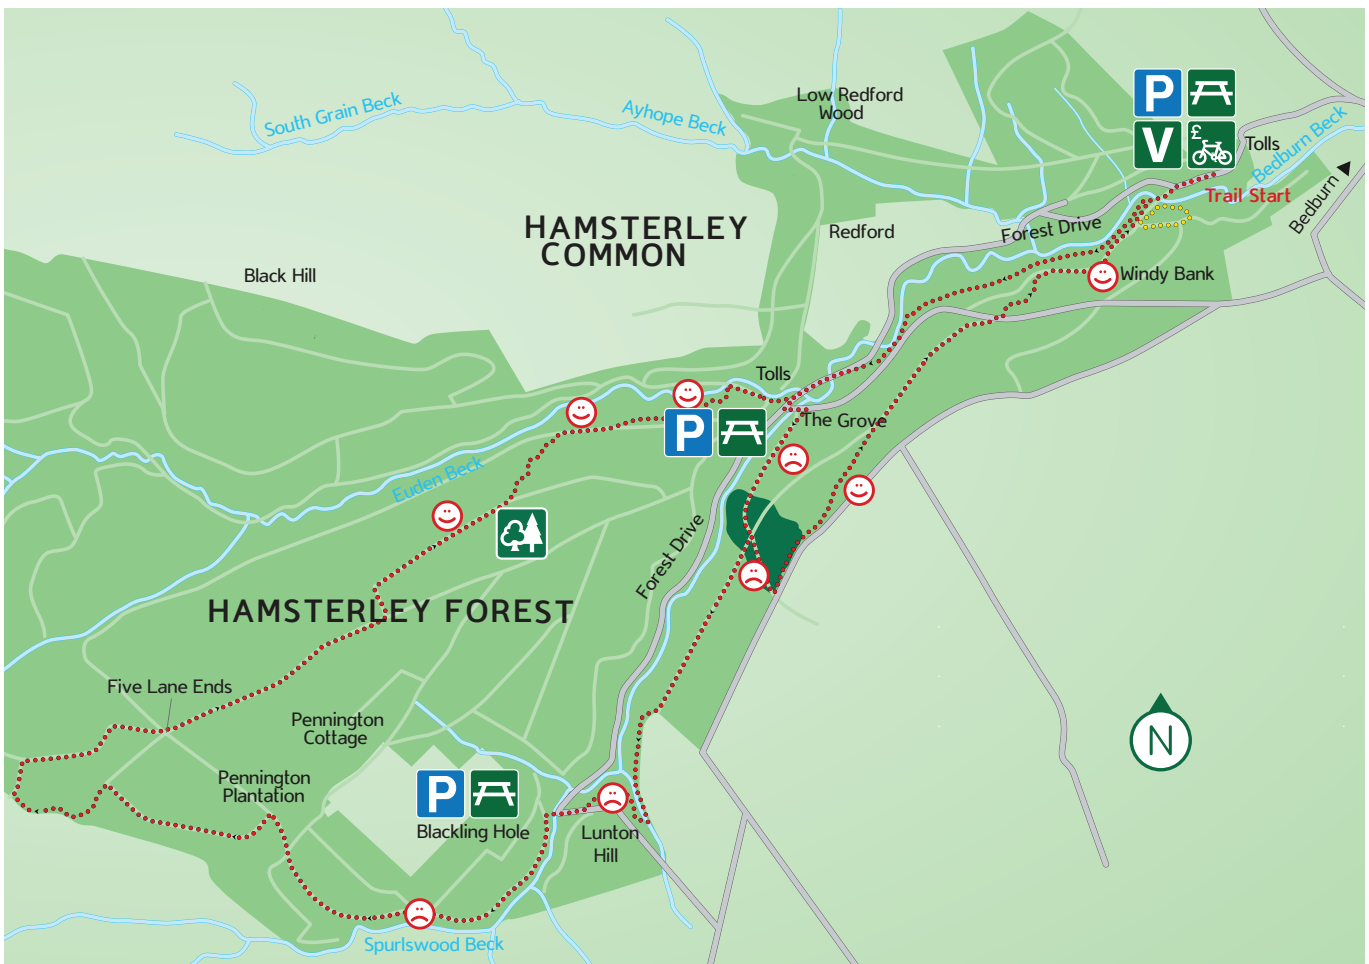 South Grain Beck
Ayhope Beck
Low Redford
Wood
P
V
£
Tolls
Bedburn Beck
Trail Start
Bedburn
HAMSTERLEY
COMMON
Redford
Forest Drive
Black Hill
Windy Bank
Tolls
P
The Grove
Euden Beck
Forest Drive
HAMSTERLEY FOREST
Five Lane Ends
Pennington
Cottage
N
Pennington
Plantation
P
Blackling Hole
Lunton
Hill
Spurlswood Beck